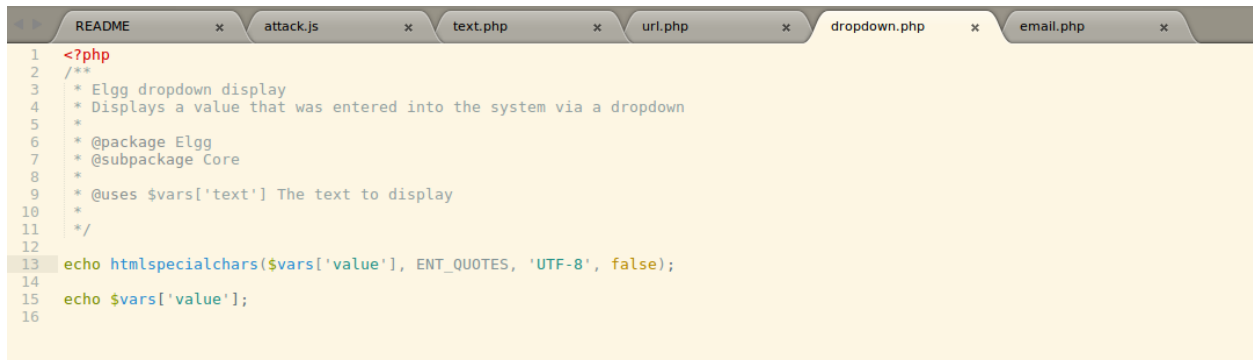 README × attack.js × text.php × url.php × dropdown.php × email.php ×
1 <?php
2 /**
3 * Elgg dropdown display
4 * Displays a value that was entered into the system via a dropdown
5 *
6 * @package Elgg
7 * @subpackage Core
8 *
9 * @uses $vars['text'] The text to display
10 *
11 */
12
13 echo htmlspecialchars($vars['value'], ENT_QUOTES, 'UTF-8', false);
14
15 echo $vars['value'];
16